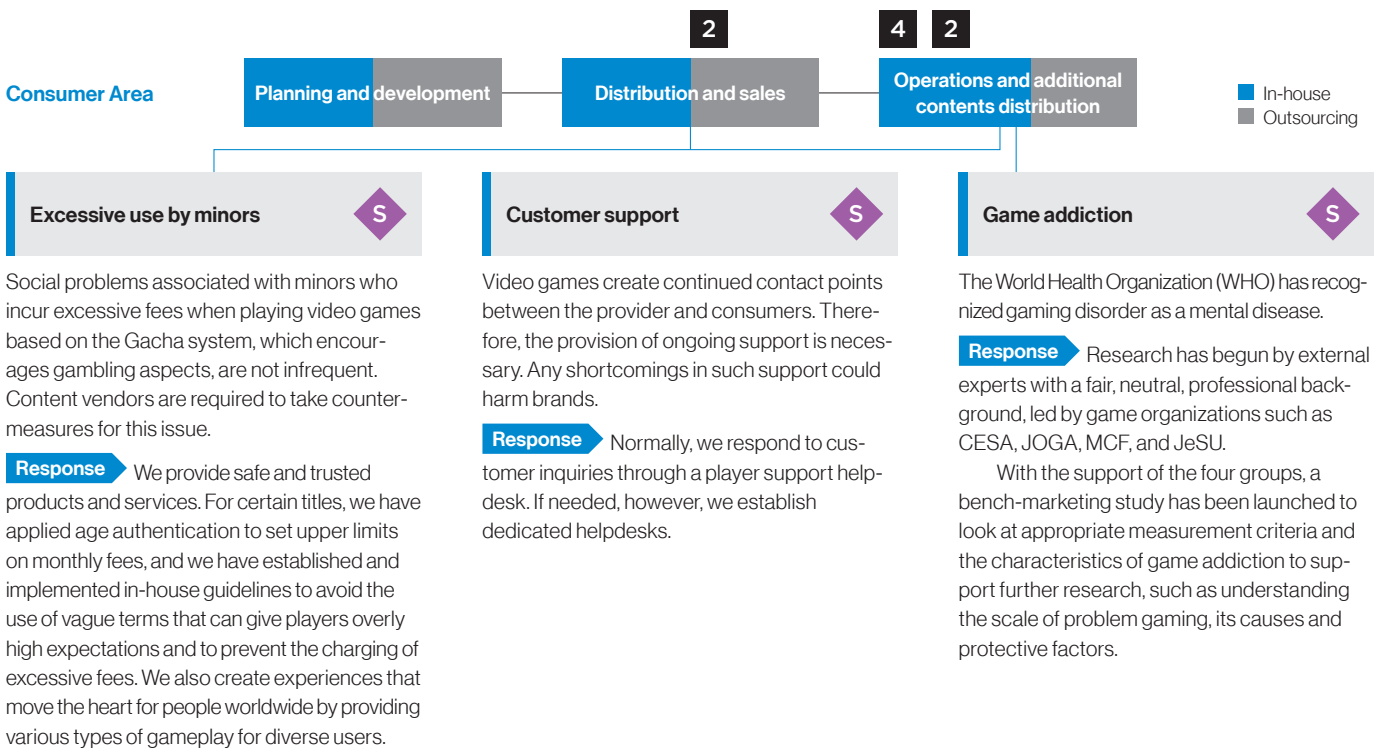 2
4 2
Consumer Area
Planning and development
Distribution and sales
Operations and additional
contents distribution
In-house
Outsourcing
Excessive use by minors
S
Social problems associated with minors who
incur excessive fees when playing video games
based on the Gacha system, which encour-
ages gambling aspects, are not infrequent.
Content vendors are required to take counter-
measures for this issue.
Response We provide safe and trusted
products and services. For certain titles, we have
applied age authentication to set upper limits
on monthly fees, and we have established and
implemented in-house guidelines to avoid the
use of vague terms that can give players overly
high expectations and to prevent the charging of
excessive fees. We also create experiences that
move the heart for people worldwide by providing
various types of gameplay for diverse users.
Customer support
S
Video games create continued contact points
between the provider and consumers. There-
fore, the provision of ongoing support is neces-
sary. Any shortcomings in such support could
harm brands.
Response Normally, we respond to cus-
tomer inquiries through a player support help-
desk. If needed, however, we establish
dedicated helpdesks.
Game addiction
S
The World Health Organization (WHO) has recog-
nized gaming disorder as a mental disease.
Response Research has begun by external
experts with a fair, neutral, professional back-
ground, led by game organizations such as
CESA, JOGA, MCF, and JeSU.
With the support of the four groups, a
bench-marketing study has been launched to
look at appropriate measurement criteria and
the characteristics of game addiction to sup-
port further research, such as understanding
the scale of problem gaming, its causes and
protective factors.